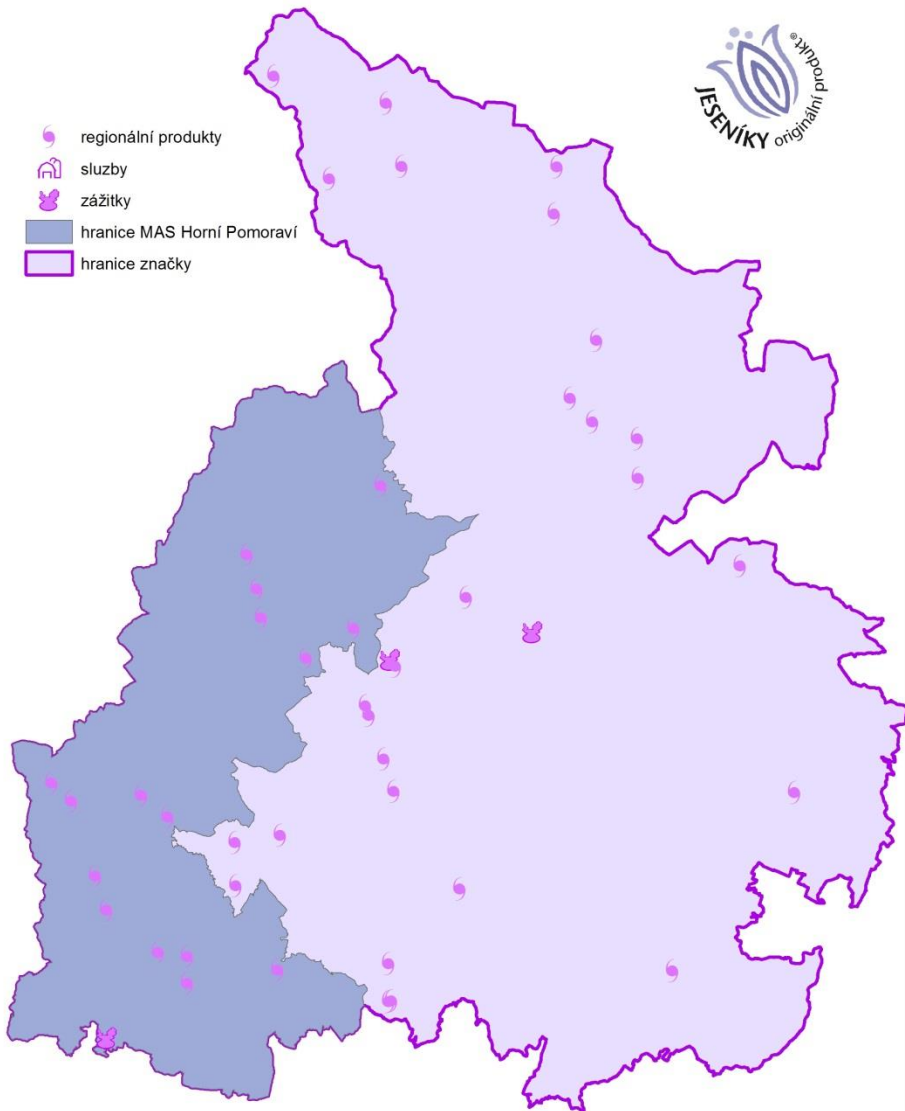 regionální produkty
sluzby
zážitky
hranice MAS Horní Pomoraví
hranice značky
JESENÍKY originální produkt®